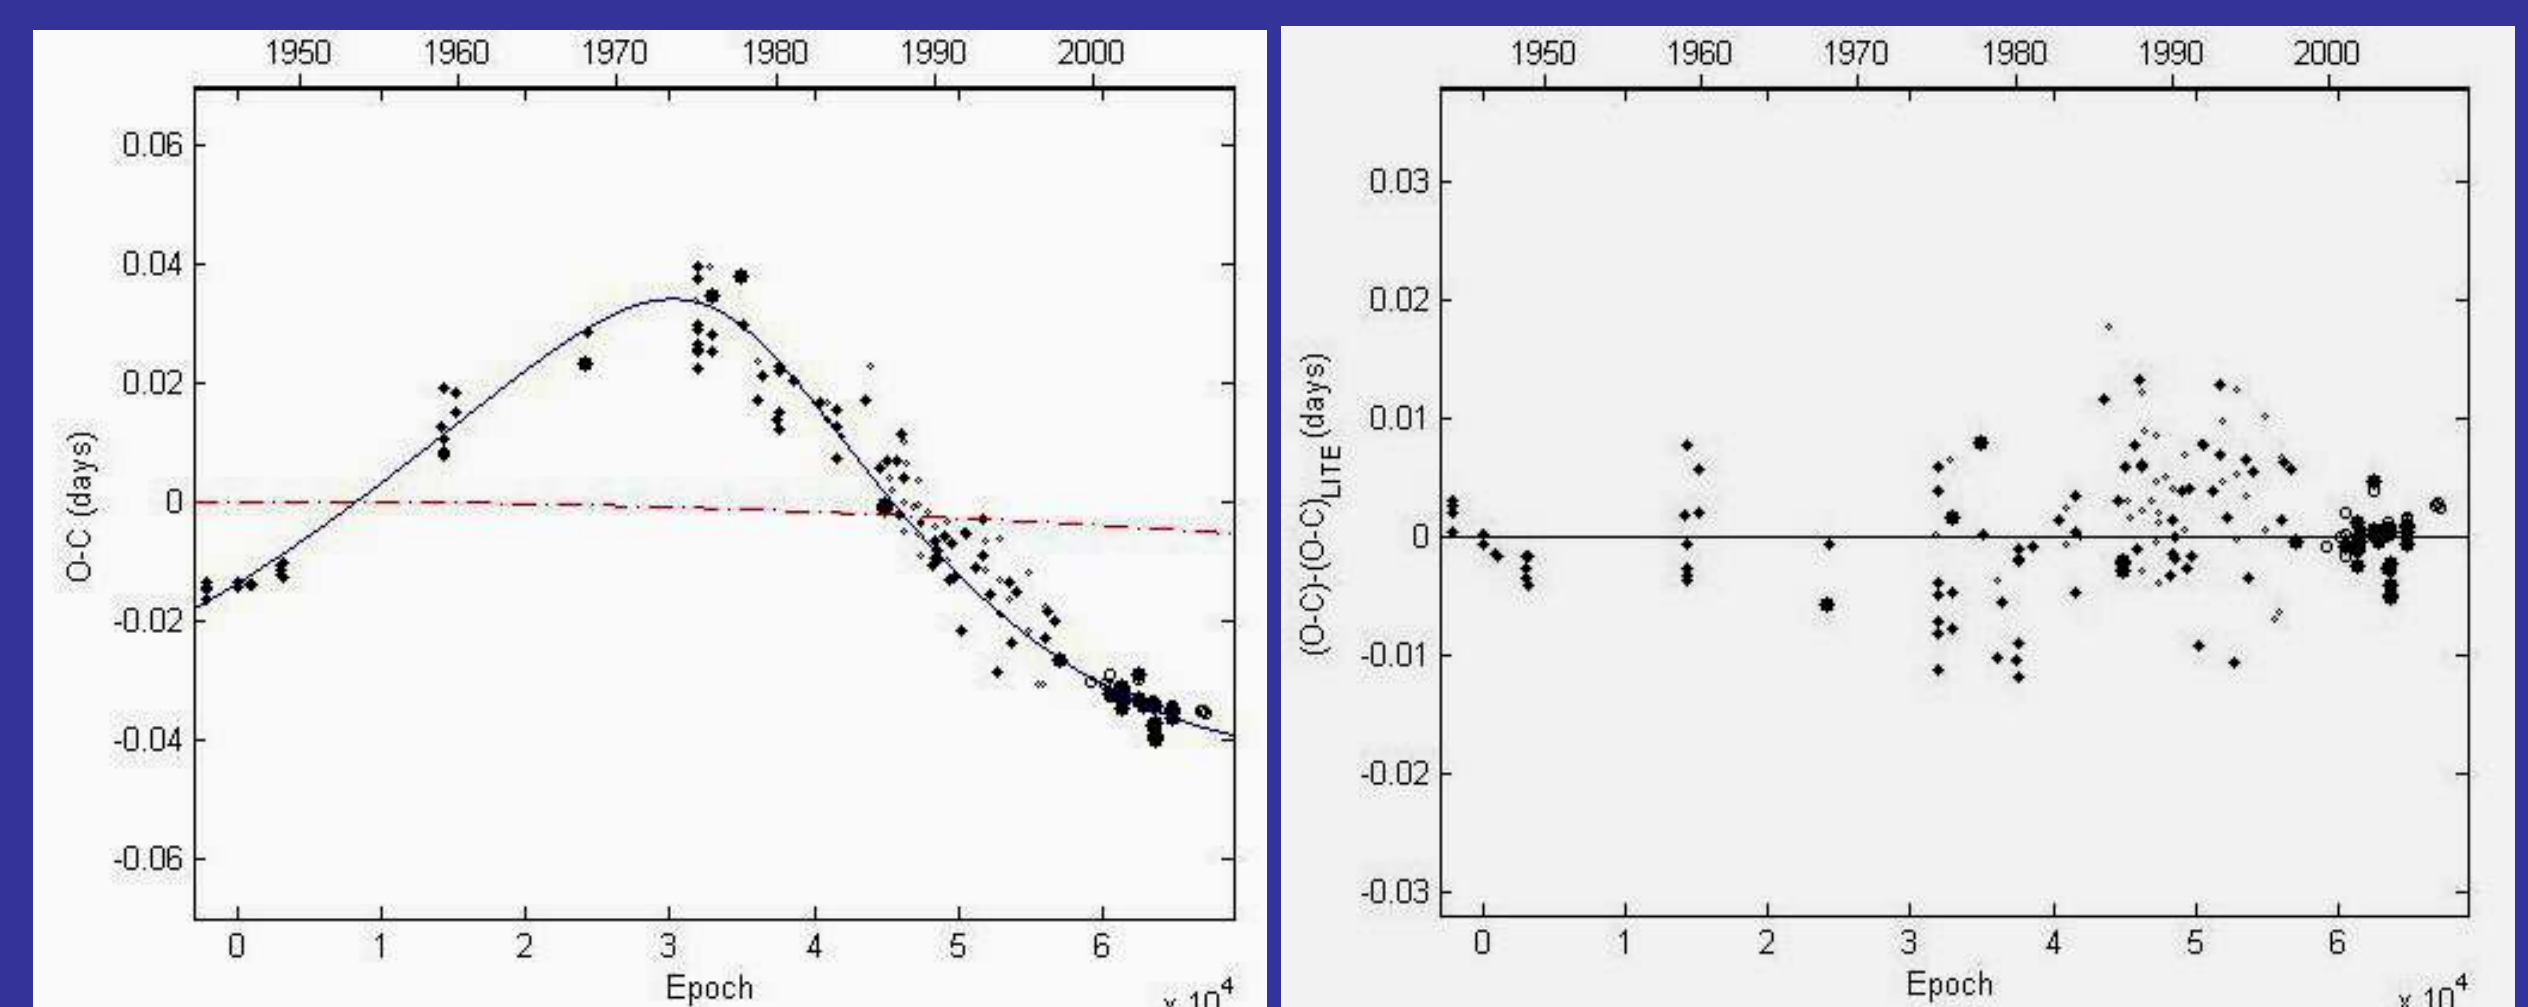 1950 1960 1970 1980 1990 2000
0.06
0.04
0.02
0
-0.02
-0.04
-0.06
O-C (days)
0 1 2 3 4 5 6
Epoch
x 10^4
1950 1960 1970 1980 1990 2000
0.03
0.02
0.01
0
-0.01
-0.02
-0.03
(O-C)-(O-C)LITE (days)
0 1 2 3 4 5 6
Epoch
x 10^4